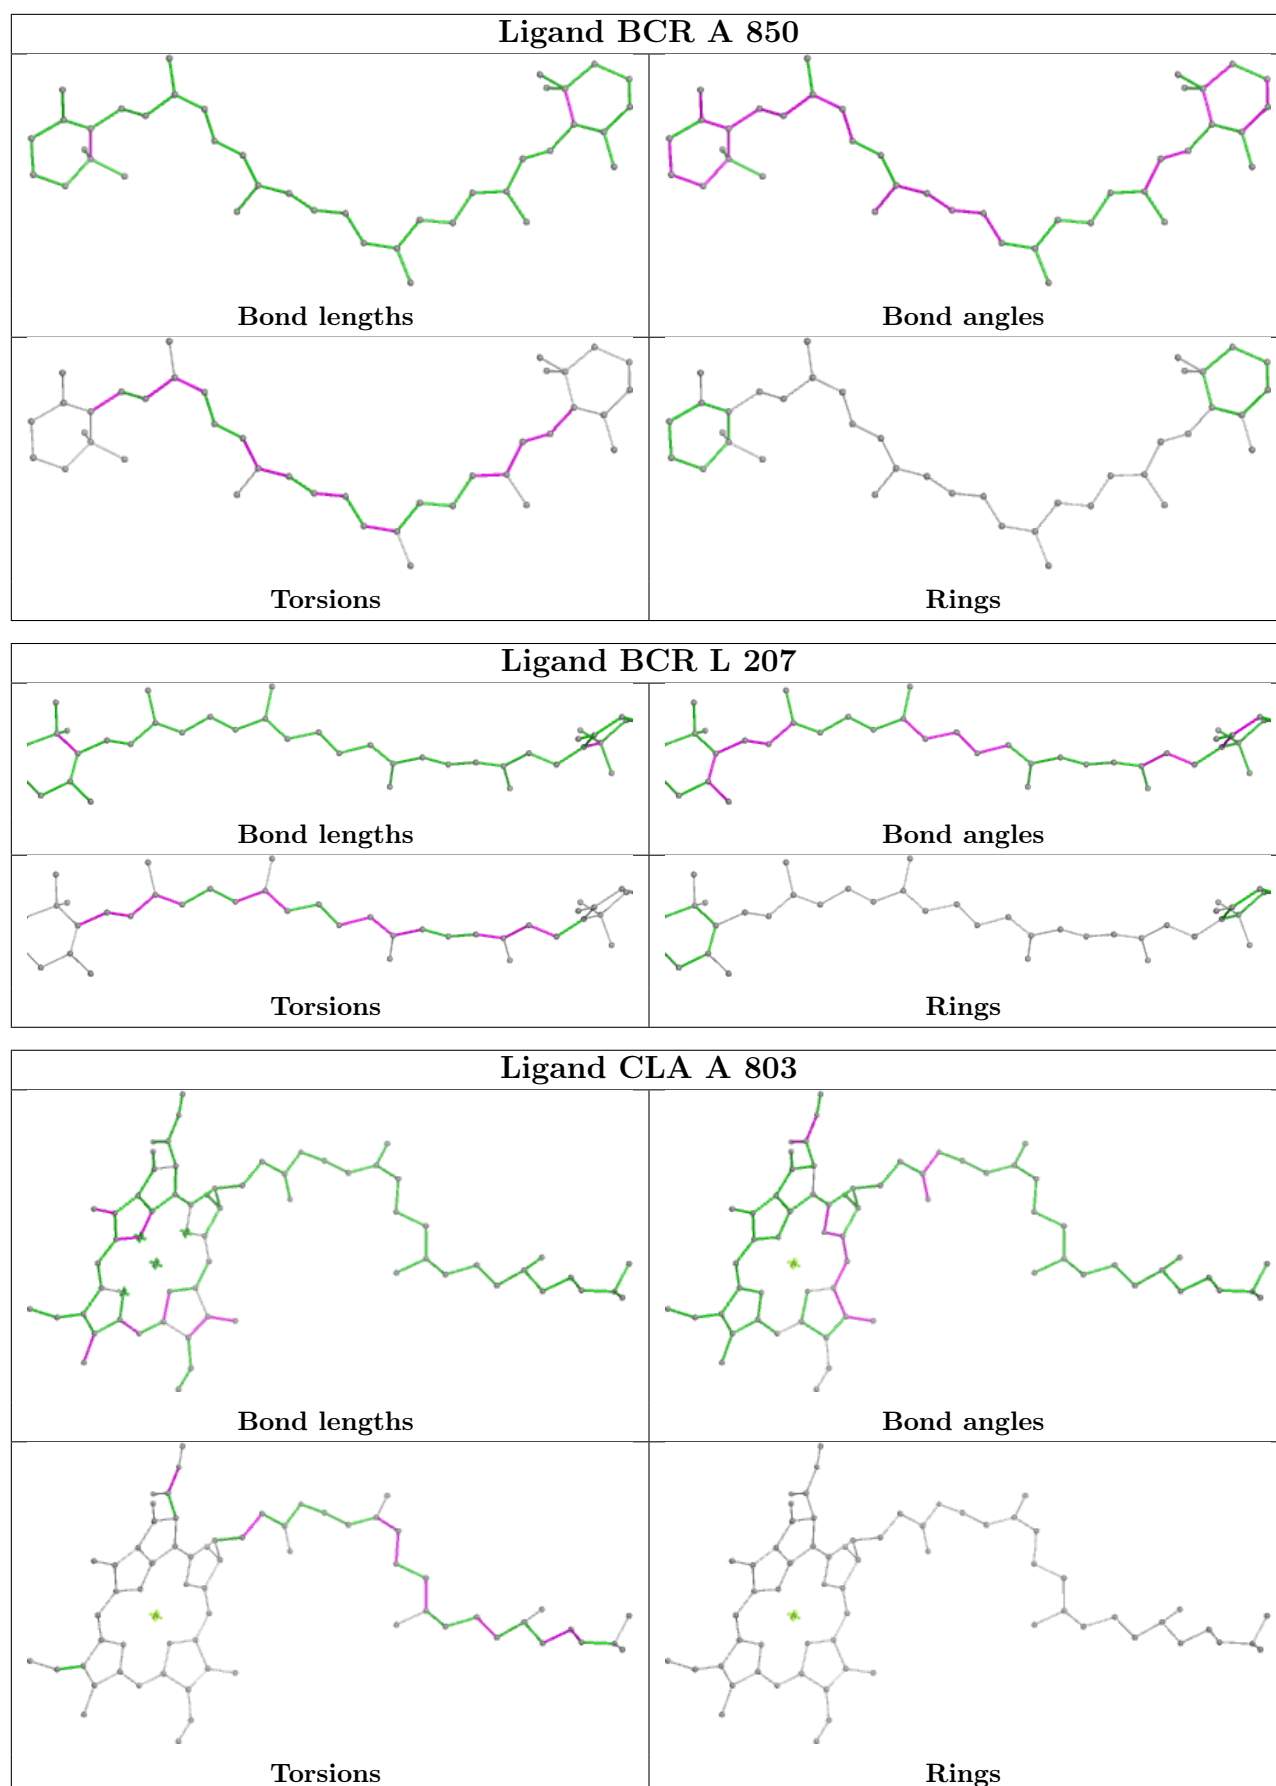 Ligand BCR A 850
Bond lengths
Bond angles
Torsions
Rings
Ligand BCR L 207
Bond lengths
Bond angles
Torsions
Rings
Ligand CLA A 803
Bond lengths
Bond angles
Torsions
Rings